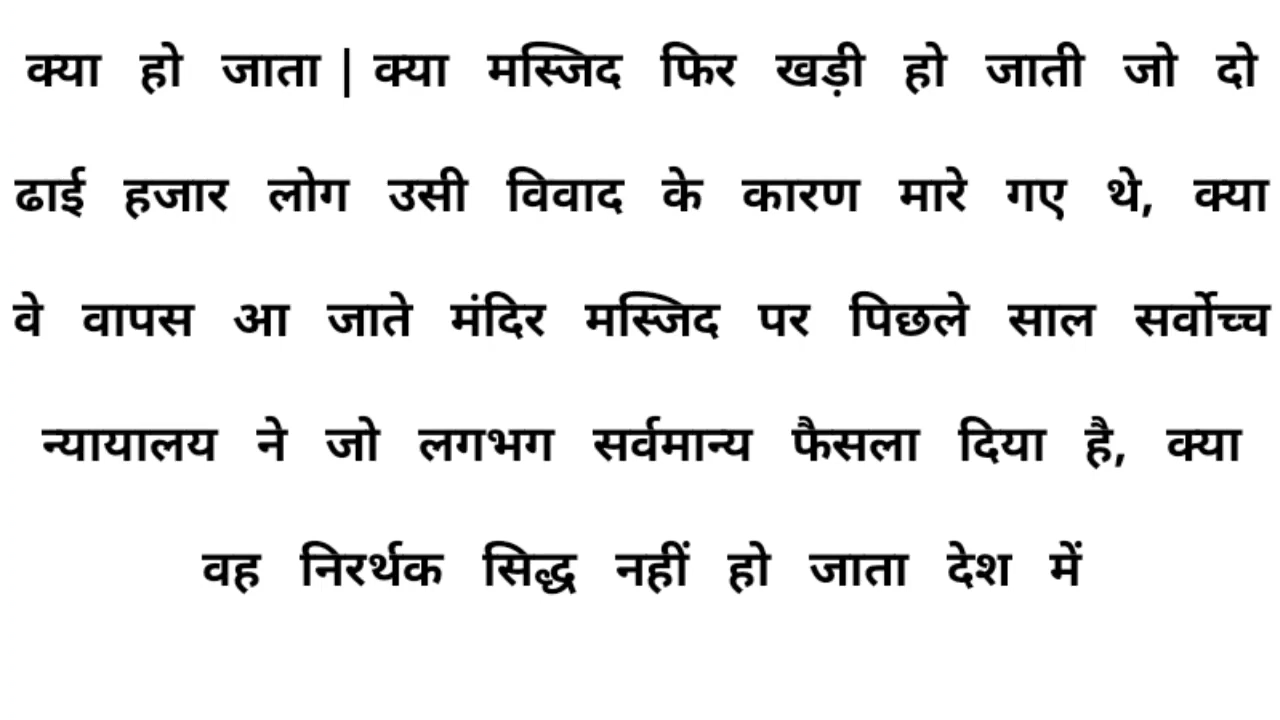 क्या हो जाता | क्या मस्जिद फिर खड़ी हो जाती जो दो
ढाई हजार लोग उसी विवाद के कारण मारे गए थे, क्या
वे वापस आ जाते मंदिर मस्जिद पर पिछले साल सर्वोच्च
न्यायालय ने जो लगभग सर्वमान्य फैसला दिया है, क्या
वह निरर्थक सिद्ध नहीं हो जाता देश में